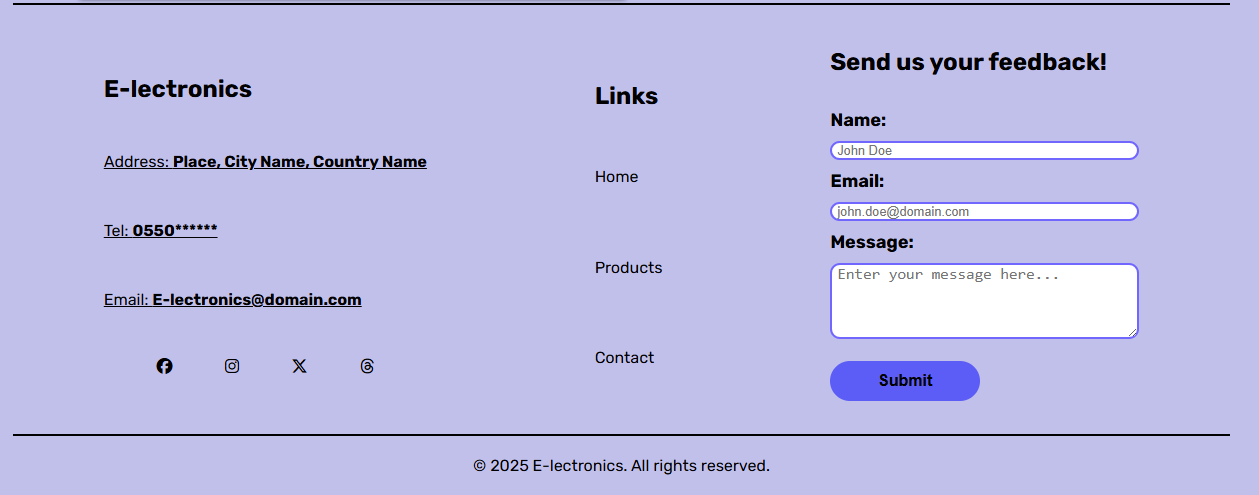 E-lectronics
Address: Place, City Name, Country Name
Tel: 0550******
Email: E-lectronics@domain.com
Links
Home
Products
Contact
Send us your feedback!
Name:
John Doe
Email:
john.doe@domain.com
Message:
Enter your message here...
Submit
© 2025 E-lectronics. All rights reserved.